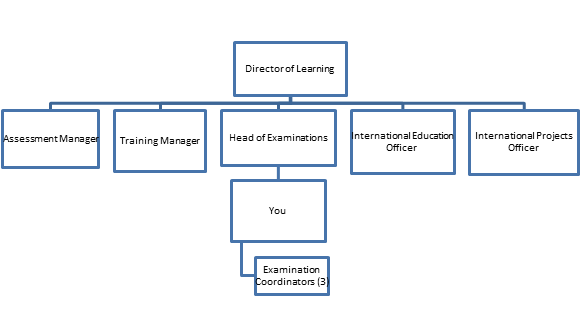 Director of Learning
Assessment Manager
Training Manager
Head of Examinations
International Education
Officer
International Projects
Officer
You
Examination
Coordinators (3)